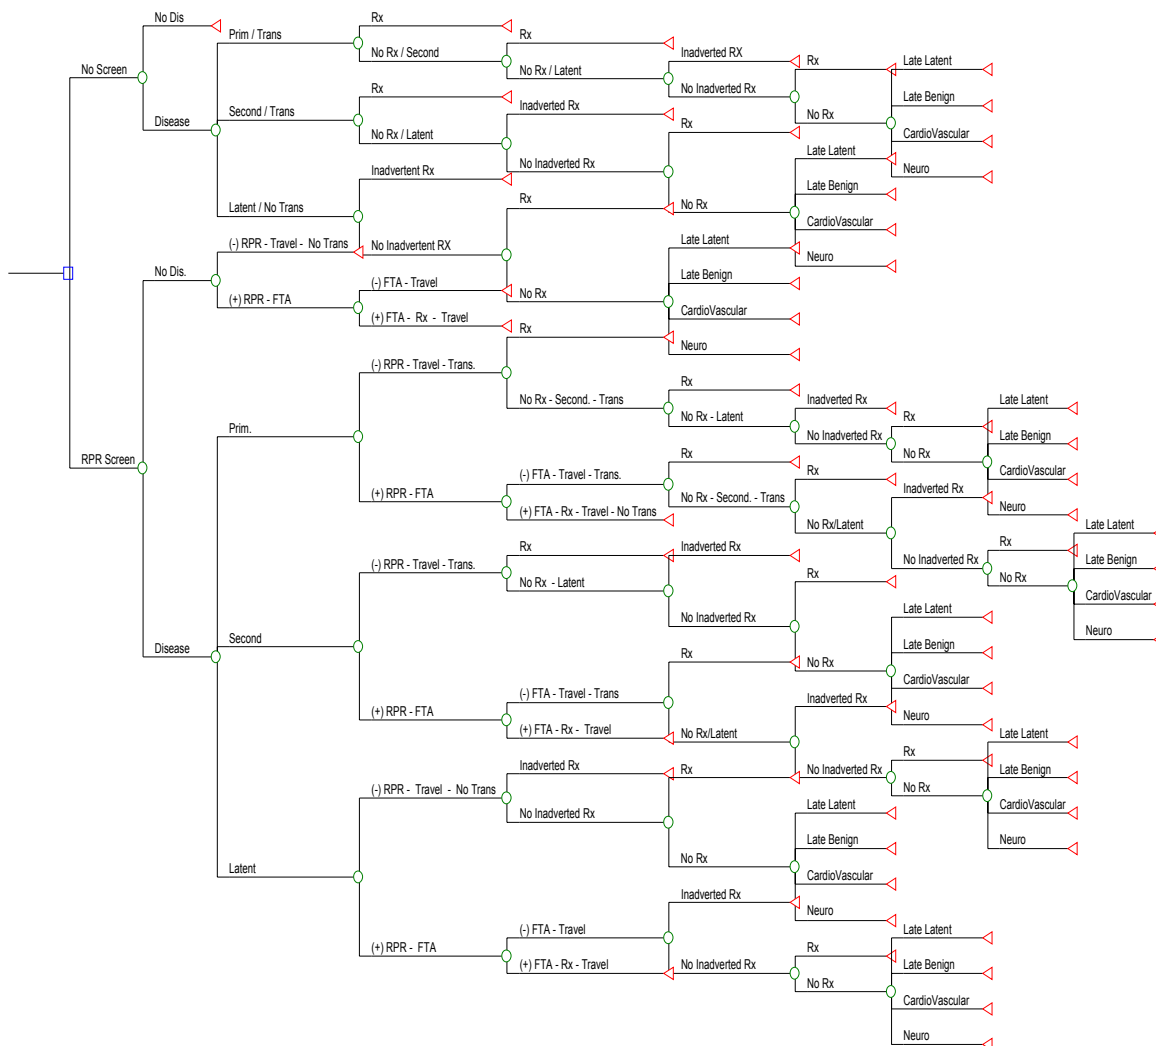 No Dis
Rx
Prim / Trans
Rx
No Rx / Second
Inadverted RX
Late Latent
Rx
No Screen
No Rx / Latent
No Inadverted Rx
Late Benign
Rx
Inadverted Rx
Disease
Second / Trans
No Rx
Rx
CardioVascular
No Rx / Latent
Late Latent
No Inadverted Rx
Neuro
Inadvertent Rx
Late Benign
Rx
Latent / No Trans
No Rx
CardioVascular
(-) RPR - Travel - No Trans
No Inadvertent RX
Late Latent
Neuro
(-) FTA - Travel
Late Benign
(+) RPR - FTA
No Dis.
No Rx
CardioVascular
(+) FTA - Rx - Travel
Rx
Neuro
(-) RPR - Travel - Trans.
Rx
No Rx - Second. - Trans
Inadverted Rx
Late Latent
No Rx - Latent
Rx
Prim.
No Inadverted Rx
Late Benign
No Rx
RPR Screen
Rx
Rx
CardioVascular
(-) FTA - Travel - Trans.
(+) RPR - FTA
No Rx - Second. - Trans
Inadverted Rx
(+) FTA - Rx - Travel - No Trans
Neuro
No Rx/Latent
Late Latent
Rx
Inadverted Rx
Rx
(-) RPR - Travel - Trans.
No Inadverted Rx
Late Benign
No Rx - Latent
Rx
No Rx
CardioVascular
No Inadverted Rx
Late Latent
Neuro
Disease
Second
Late Benign
Rx
No Rx
CardioVascular
(-) FTA - Travel - Trans
Inadverted Rx
(+) RPR - FTA
(+) FTA - Rx - Travel
No Rx/Latent
Neuro
Late Latent
Inadverted Rx
Rx
Rx
No Inadverted Rx
Late Benign
(-) RPR - Travel - No Trans
No Rx
Late Latent
CardioVascular
No Inadverted Rx
Late Benign
Neuro
Latent
No Rx
CardioVascular
Inadverted Rx
Neuro
(-) FTA - Travel
Late Latent
(+) RPR - FTA
Rx
(+) FTA - Rx - Travel
No Inadverted Rx
Late Benign
No Rx
CardioVascular
Neuro